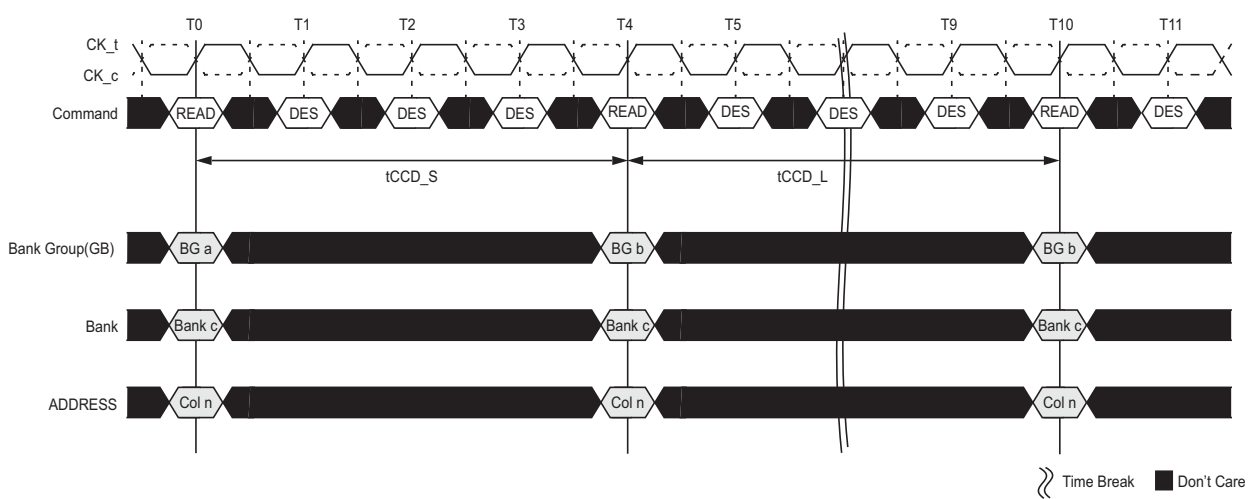 T0 T1 T2 T3 T4 T5 T9 T10 T11
CK_t
CK_c
Command READ DES DES DES READ DES DES DES READ DES
tCCD_S tCCD_L
Bank Group(GB) BG a BG b BG b
Bank Bank c Bank c Bank c
ADDRESS Col n Col n Col n
Time Break Don't Care